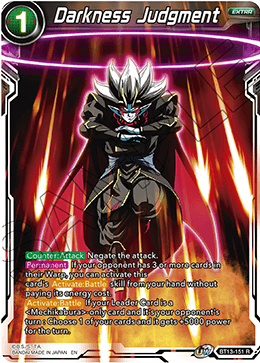 1
Darkness Judgment
EXTRA
Counter:Attack Negate the attack.
Permanent If your opponent has 3 or more cards in
their Warp, you can activate this
card's Activate:Battle skill from your hand without
paying its energy cost.
Activate:Battle If your Leader Card is a
<Mechikabura>-only card and it's your opponent's
turn : Choose 1 of your cards and it gets +5000 power
for the turn.
BANDAI MADE IN JAPAN EN
BT13-151 R